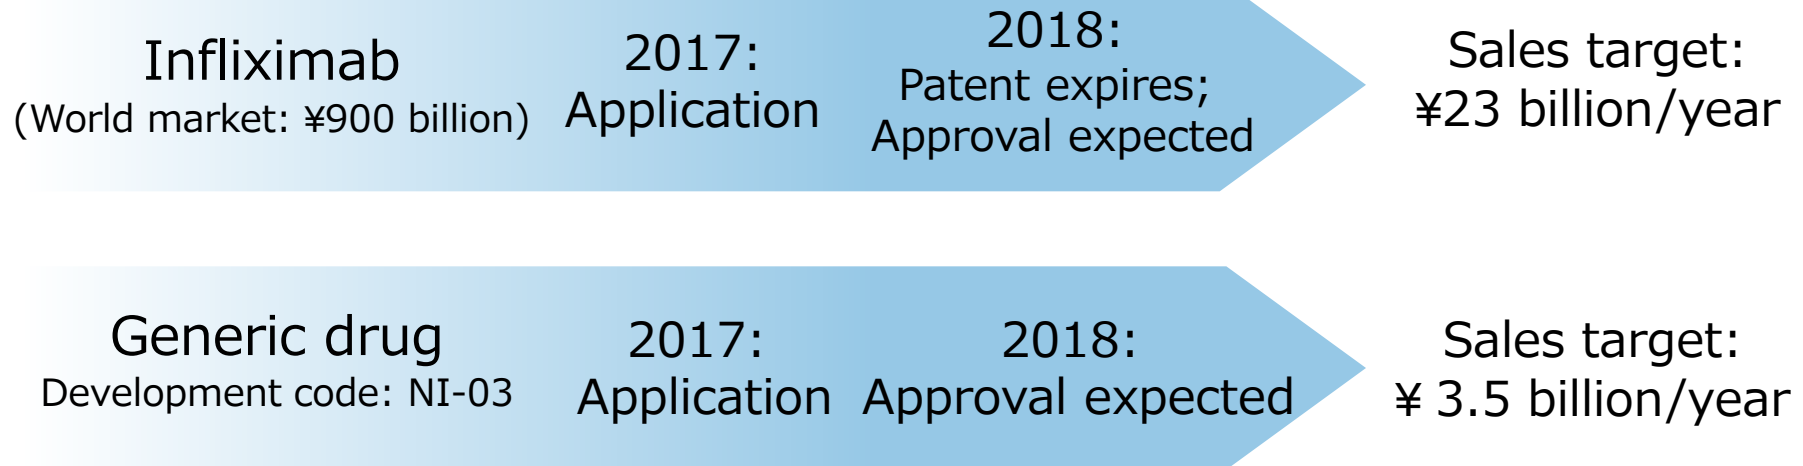 Infliximab
(World market: ¥900 billion)
2017:
Application
2018:
Patent expires;
Approval expected
Sales target:
¥23 billion/year
Generic drug
Development code: NI-03
2017:
Application
2018:
Approval expected
Sales target:
¥ 3.5 billion/year